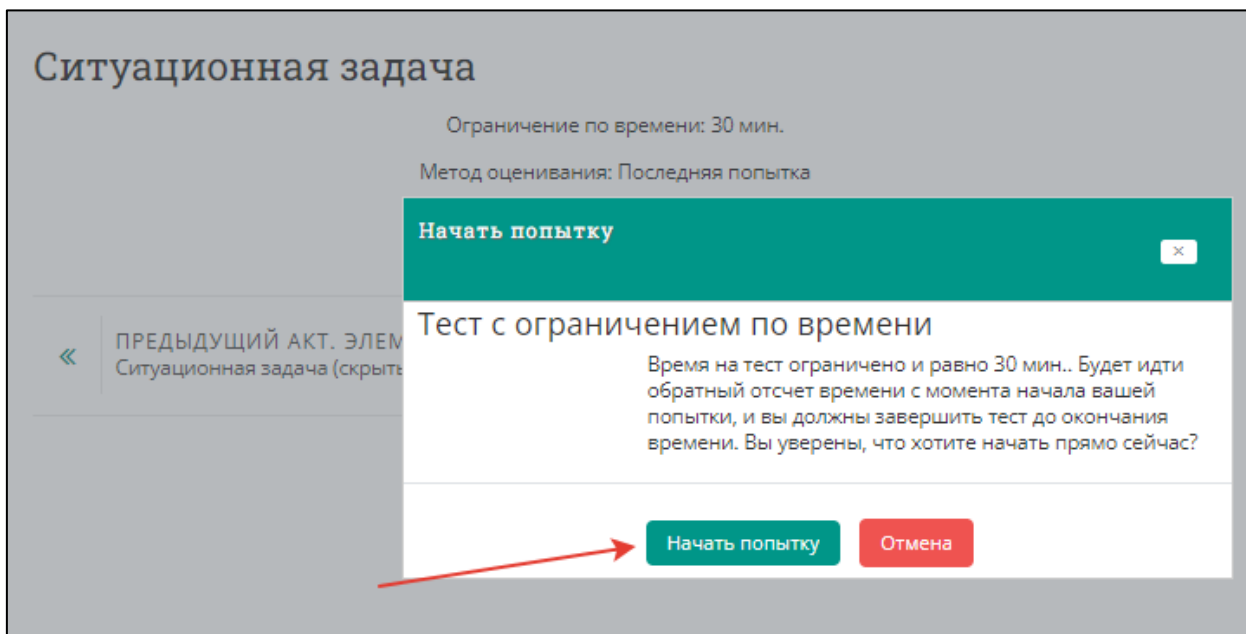 Ситуационная задача
Ограничение по времени: 30 мин.
Метод оценивания: Последняя попытка
Начать попытку
×
Тест с ограничением по времени
Время на тест ограничено и равно 30 мин.. Будет идти
обратный отсчет времени с момента начала вашей
попытки, и вы должны завершить тест до окончания
времени. Вы уверены, что хотите начать прямо сейчас?
«
ПРЕДЫДУЩИЙ АКТ. ЭЛЕМ
Ситуационная задача (скрыть
Начать попытку
Отмена